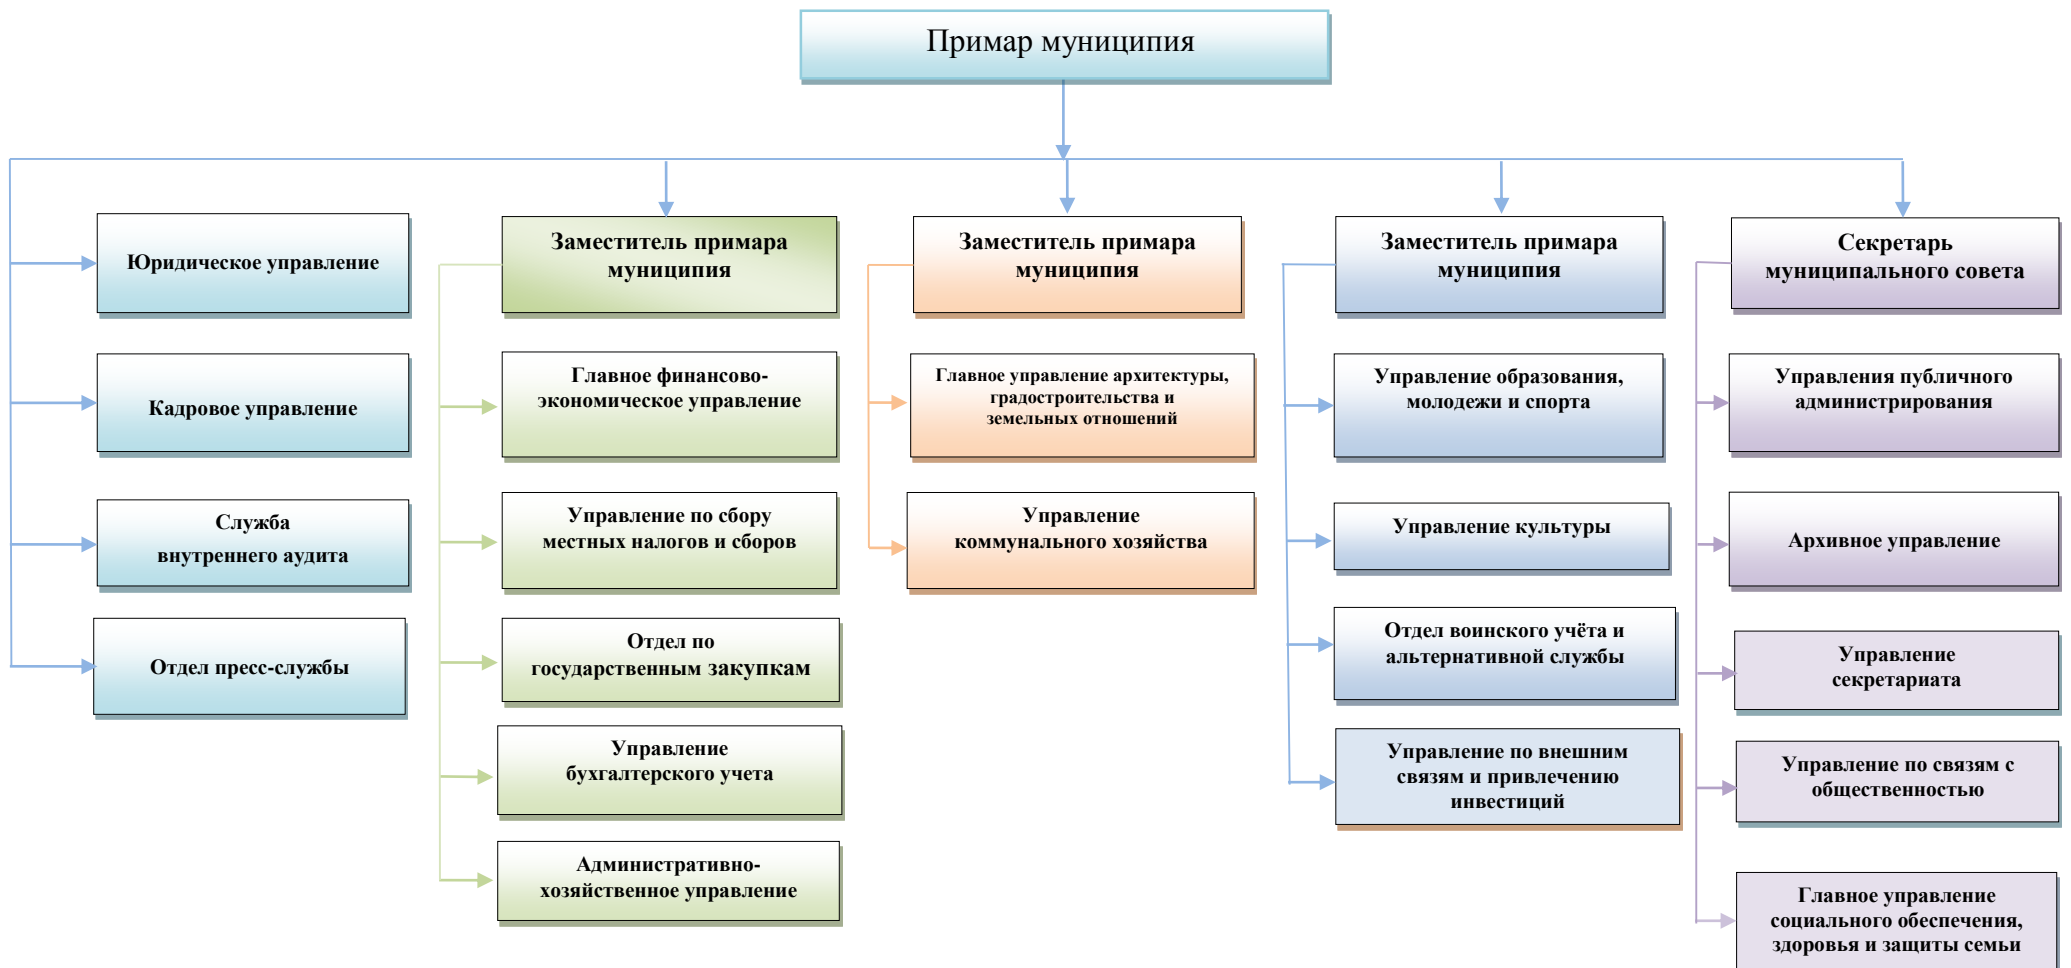 Примар муниципия
Юридическое управление
Кадровое управление
Служба
внутреннего аудита
Отдел пресс-службы
Заместитель примара
муниципия
Главное финансово-
экономическое управление
Управление по сбору
местных налогов и сборов
Отдел по
государственным закупкам
Управление
бухгалтерского учета
Административно-
хозяйственное управление
Заместитель примара
муниципия
Главное управление архитектуры,
градостроительства и
земельных отношений
Управление
коммунального хозяйства
Заместитель примара
муниципия
Управление образования,
молодежи и спорта
Управление культуры
Отдел воинского учёта и
альтернативной службы
Управление по внешним
связям и привлечению
инвестиций
Секретарь
муниципального совета
Управления публичного
администрирования
Архивное управление
Управление
секретариата
Управление по связям с
общественностью
Главное управление
социального обеспечения,
здоровья и защиты семьи